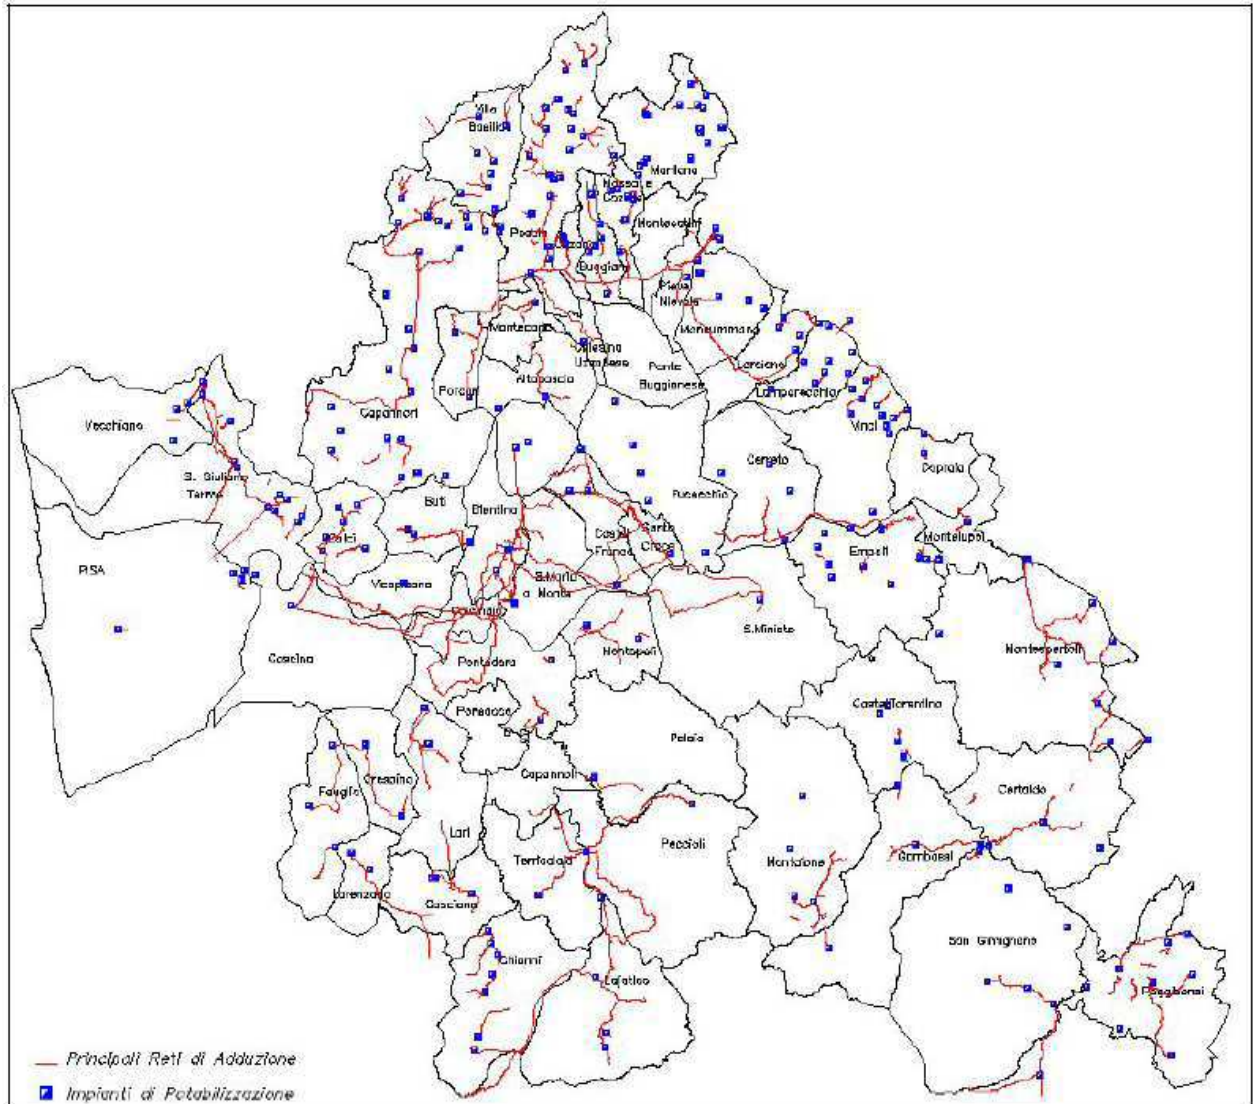 Villa
Basilica
Marliana
Massa e
Cozzile
Montecatini
Pescia
Uzzano
Buggiano
Pieve
Nievole
Montecarlo
Monsummano
Chiesina
Uzzanese
Ponte
Buggianese
Larciano
Altopascio
Porcari
Lamporecchio
Capannori
Vecchiano
Vinci
Cerreto
Capraia
S. Giuliano
Terme
Buti
Bientina
Fucecchio
Santa
Croce
Castel
Franco
Calci
Empoli
Montelupo
PISA
Vicopisano
S.Maria
a Monte
Calcinaia
S.Miniato
Cascina
Pontedera
Montopoli
Montespertoli
Castelfiorentino
Ponsacco
Palaia
Capannoli
Crespina
Fauglia
Certaldo
Lari
Terricciola
Peccioli
Montaione
Gambassi
Lorenzana
Casciana
San Gimignano
Chianni
Lajatico
Poggibonsi
Principali Reti di Adduzione
Impianti di Potabilizzazione